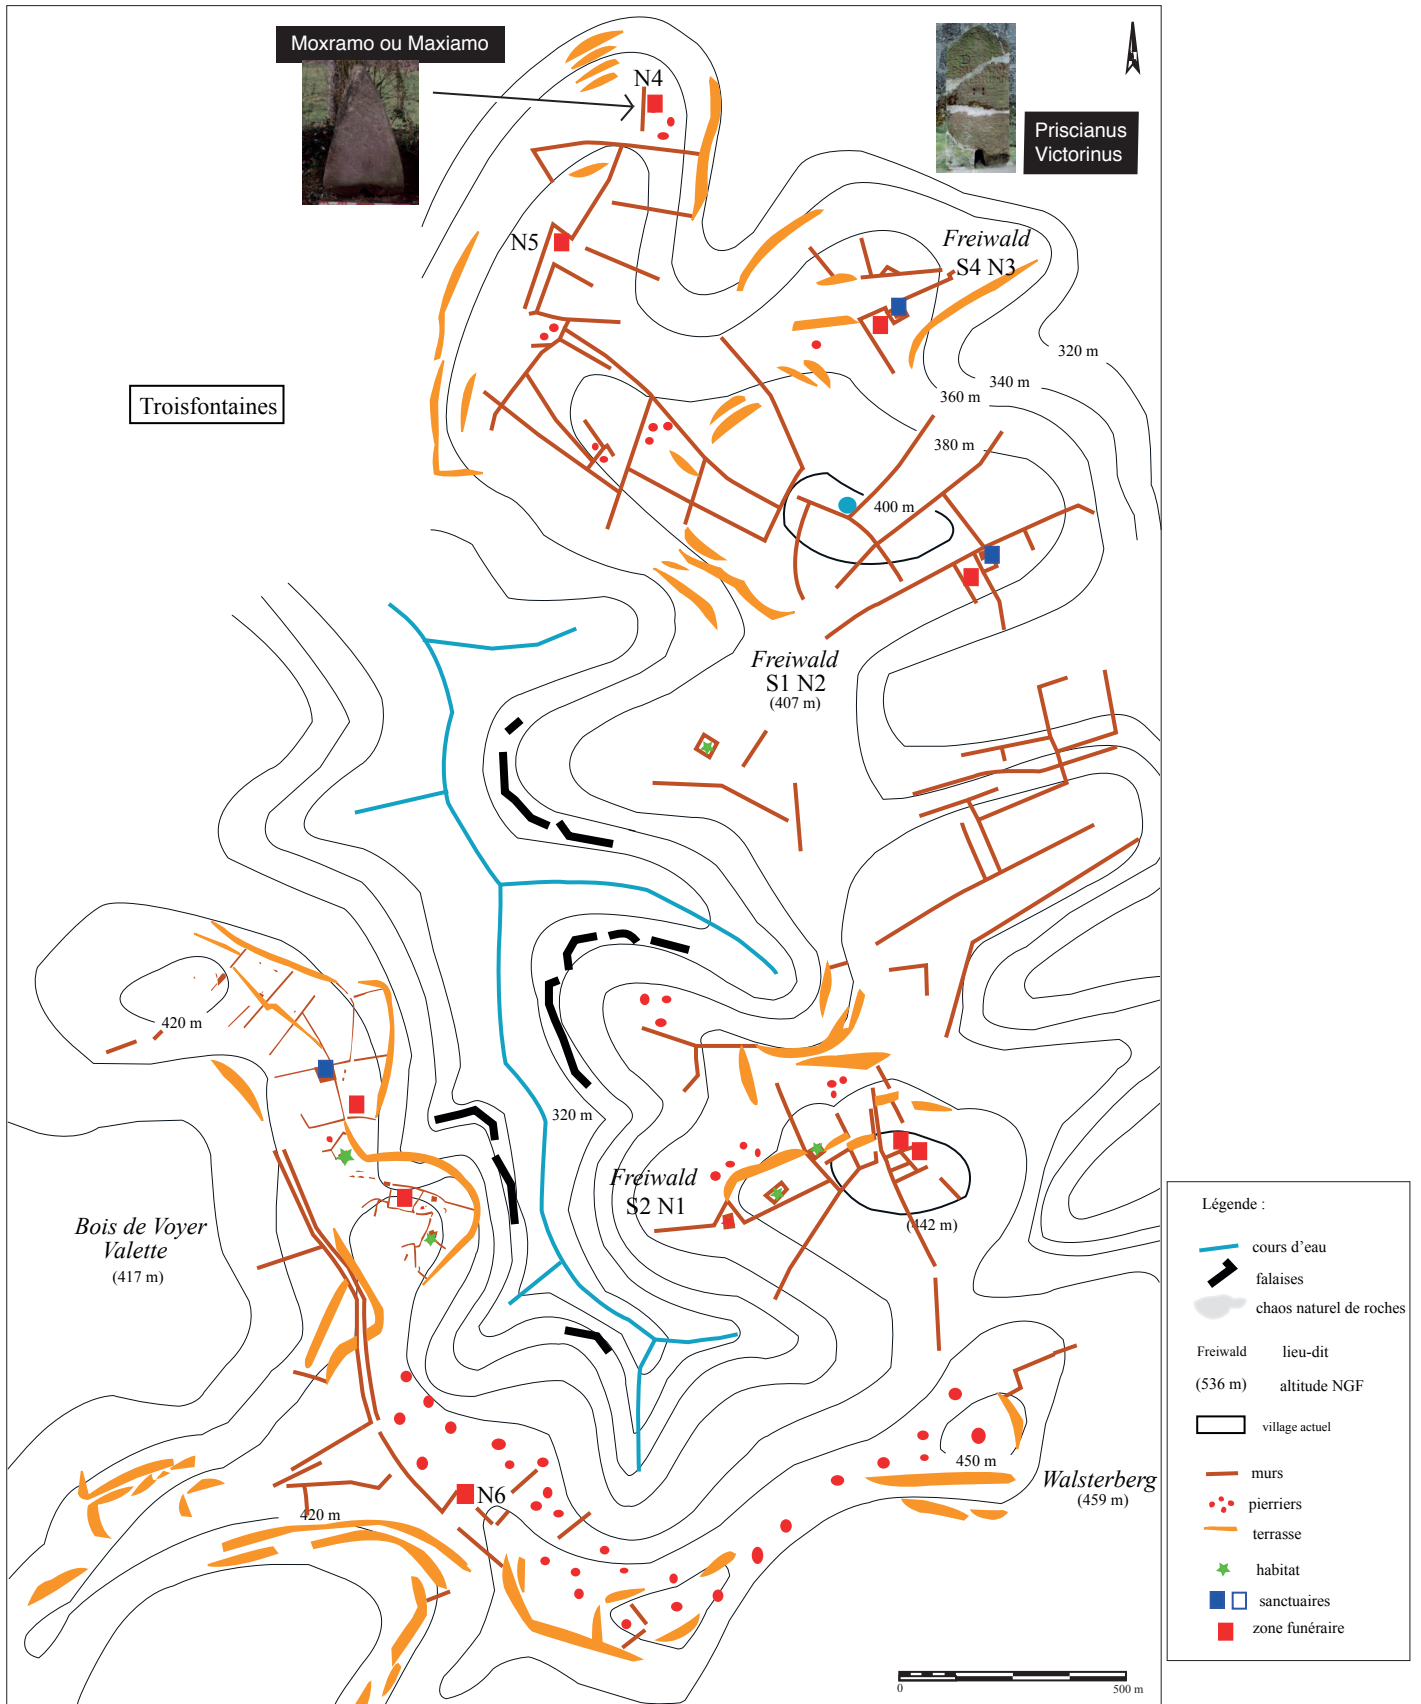 Moxramo ou Maxiamo
N4
Priscianus
Victorinus
N5
Freiwald
S4 N3
320 m
340 m
360 m
Troisfontaines
380 m
400 m
Freiwald
S1 N2
(407 m)
420 m
320 m
Freiwald
S2 N1
(442 m)
Bois de Voyer
Valette
(417 m)
450 m
Walsterberg
(459 m)
N6
420 m
0
500 m
Légende :
cours d'eau
falaises
chaos naturel de roches
Freiwald lieu-dit
(536 m) altitude NGF
village actuel
murs
pierriers
terrasse
habitat
sanctuaires
zone funéraire